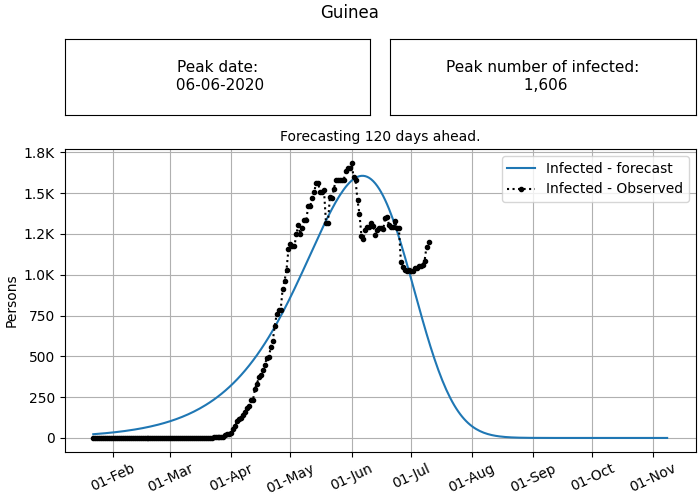 Guinea
Peak date:
06-06-2020
Peak number of infected:
1,606
Forecasting 120 days ahead.
Infected - forecast
Infected - Observed
Persons
1.8K
1.5K
1.2K
1.0K
750
500
250
0
01-Feb
01-Mar
01-Apr
01-May
01-Jun
01-Jul
01-Aug
01-Sep
01-Oct
01-Nov